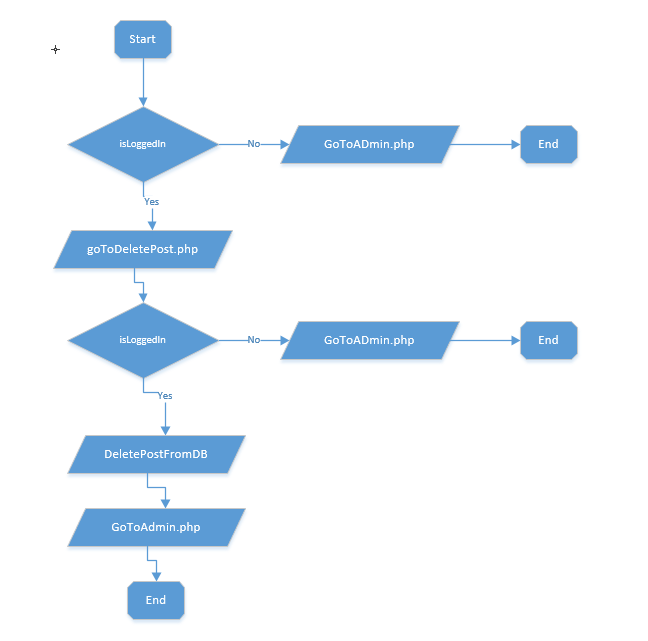 Start
isLoggedIn
No
GoToADmin.php
End
Yes
goToDeletePost.php
isLoggedIn
No
GoToADmin.php
End
Yes
DeletePostFromDB
GoToAdmin.php
End